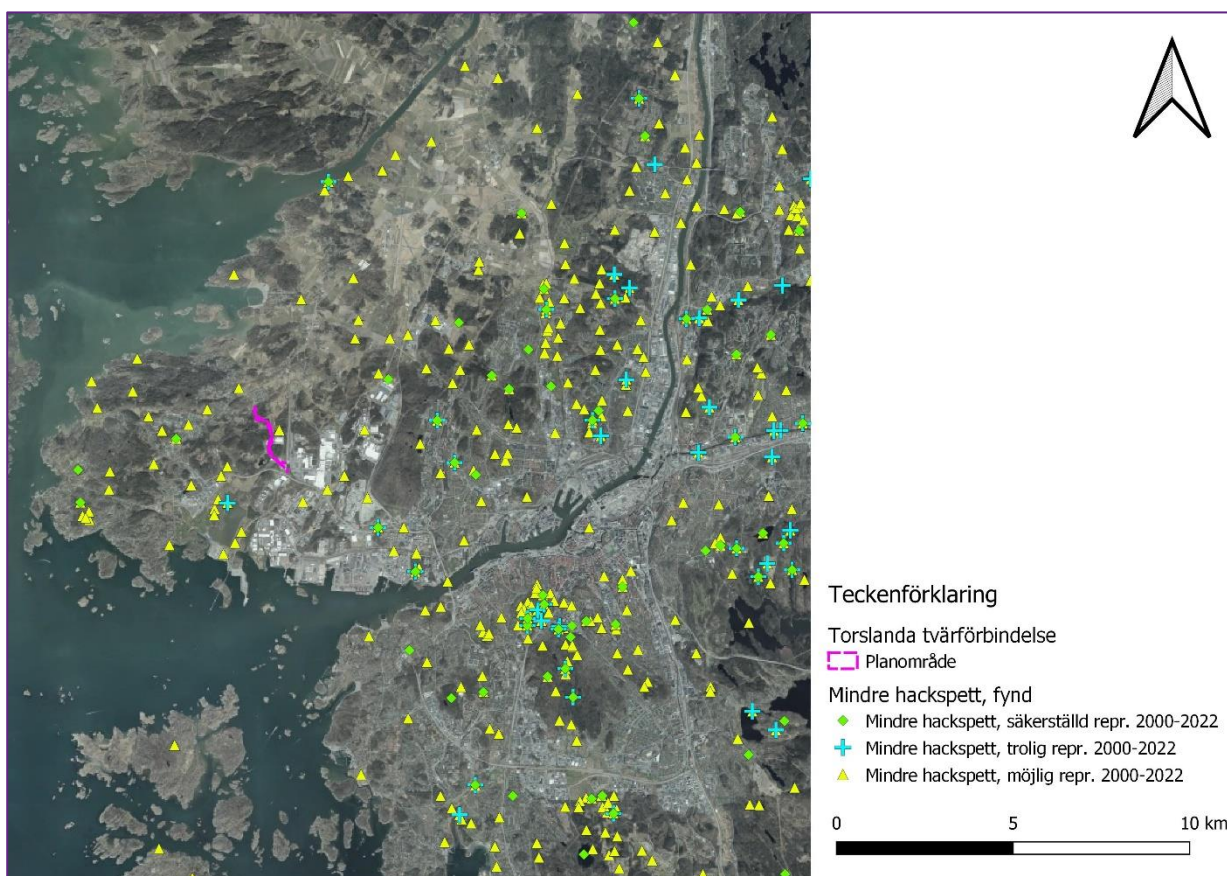 Teckenförklaring
Torslanda tvärförbindelse
Planområde
Mindre hackspett, fynd
Mindre hackspett, säkerställd repr. 2000-2022
Mindre hackspett, trolig repr. 2000-2022
Mindre hackspett, möjlig repr. 2000-2022
0 5 10 km